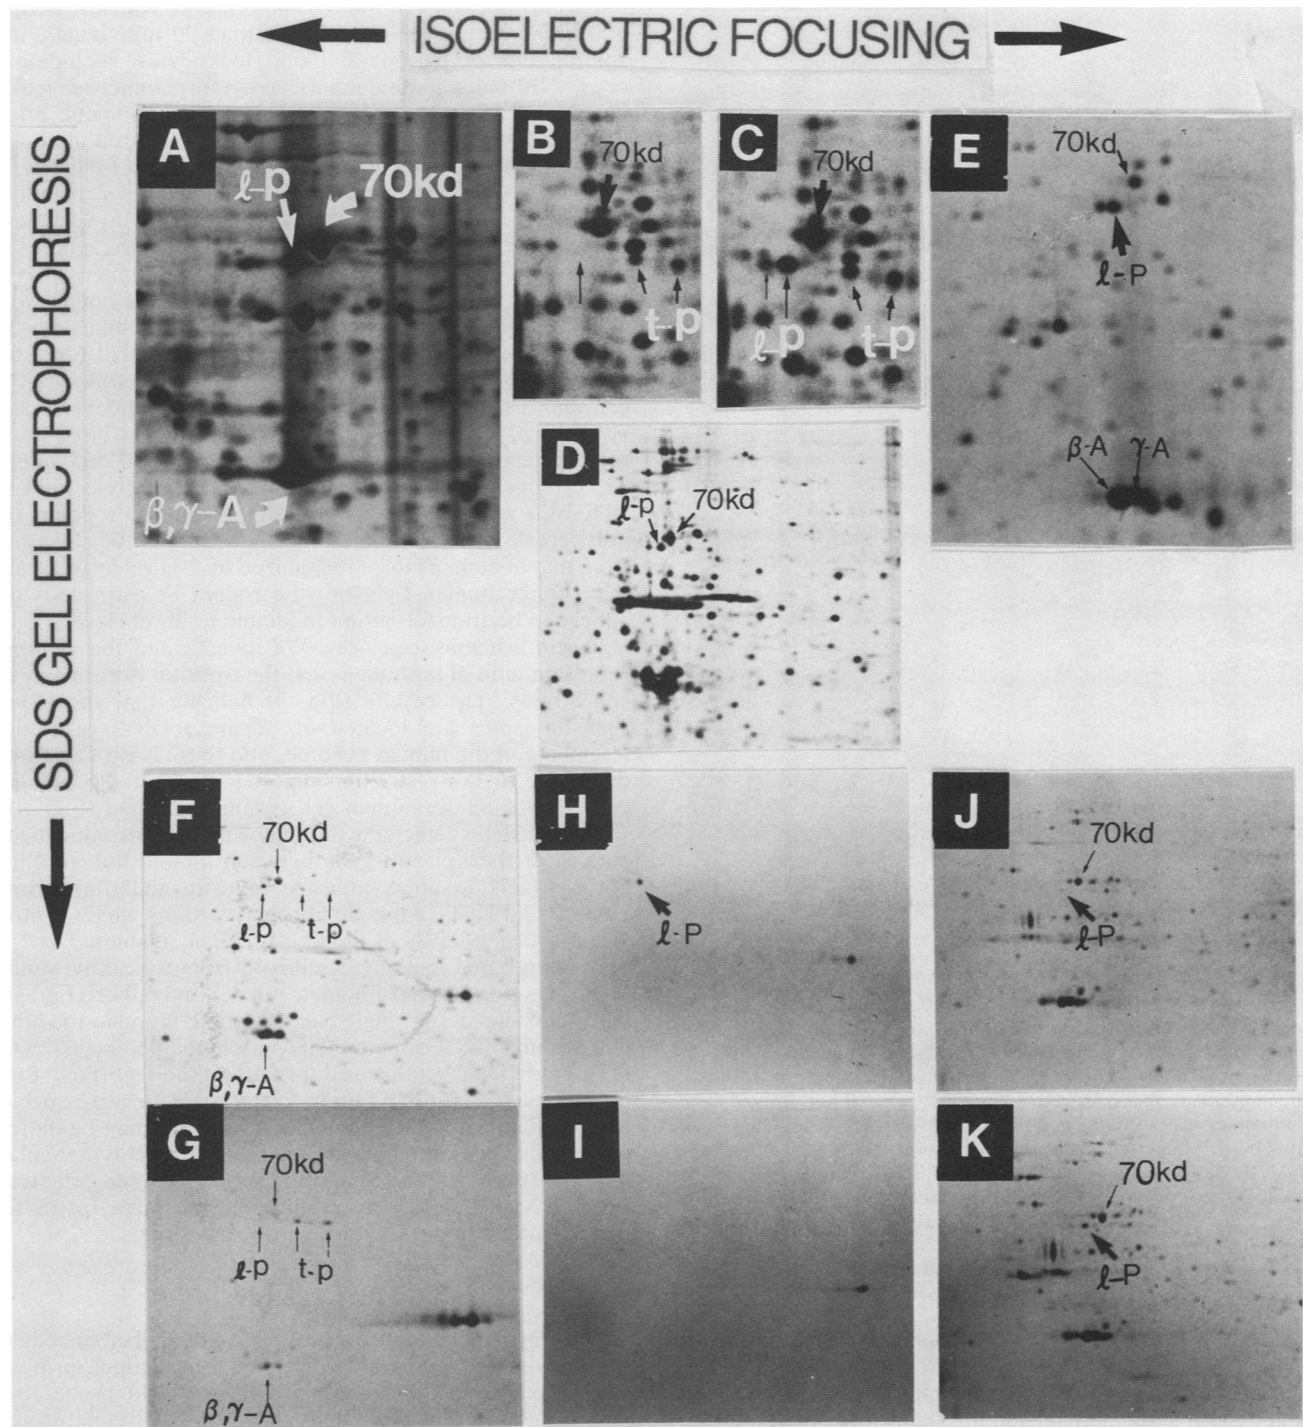 ISOELECTRIC FOCUSING
SDS GEL ELECTROPHORESIS
A
ℓ-p
70kd
β,γ-A
B
70kd
t-p
C
70kd
ℓ-p
t-p
D
ℓ-p
70kd
E
70kd
ℓ-P
β-A
γ-A
F
70kd
ℓ-p
t-p
β,γ-A
G
70kd
ℓ-p
t-p
β,γ-A
H
ℓ-P
I
J
70kd
ℓ-P
K
70kd
ℓ-P